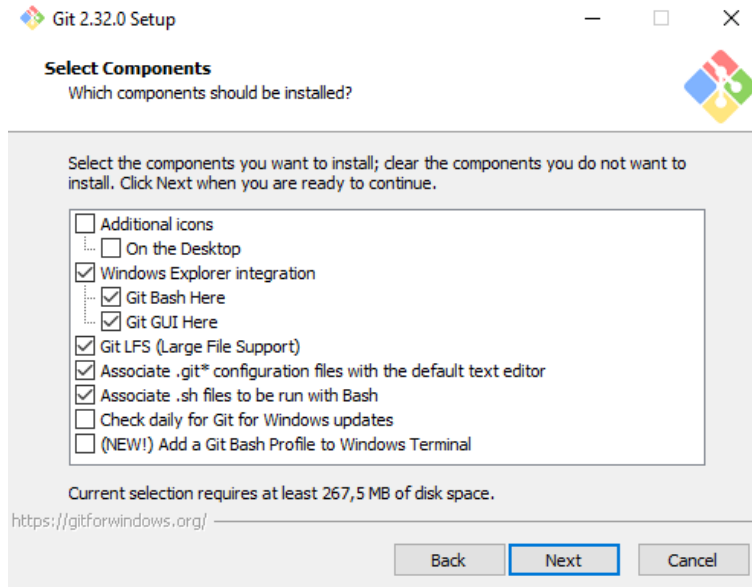 Git 2.32.0 Setup
Select Components
Which components should be installed?
Select the components you want to install; clear the components you do not want to
install. Click Next when you are ready to continue.
Additional icons
On the Desktop
Windows Explorer integration
Git Bash Here
Git GUI Here
Git LFS (Large File Support)
Associate .git* configuration files with the default text editor
Associate .sh files to be run with Bash
Check daily for Git for Windows updates
(NEW!) Add a Git Bash Profile to Windows Terminal
Current selection requires at least 267,5 MB of disk space.
https://gitforwindows.org/
Back Next Cancel